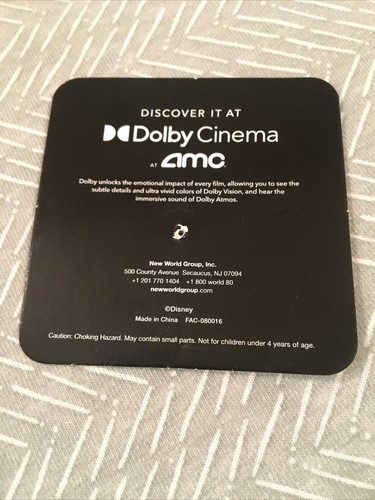 DISCOVER IT AT
Dolby Cinema
AT amc
Dolby unlocks the emotional impact of every film, allowing you to see the
subtle details and ultra vivid colors of Dolby Vision, and hear the
immersive sound of Dolby Atmos.
New World Group, Inc.
500 County Avenue Secaucus, NJ 07094
+1 201 770 1404 +1 800 world 80
newworldgroup.com
©Disney
Made in China FAC-080016
Caution: Choking Hazard. May contain small parts. Not for children under 4 years of age.